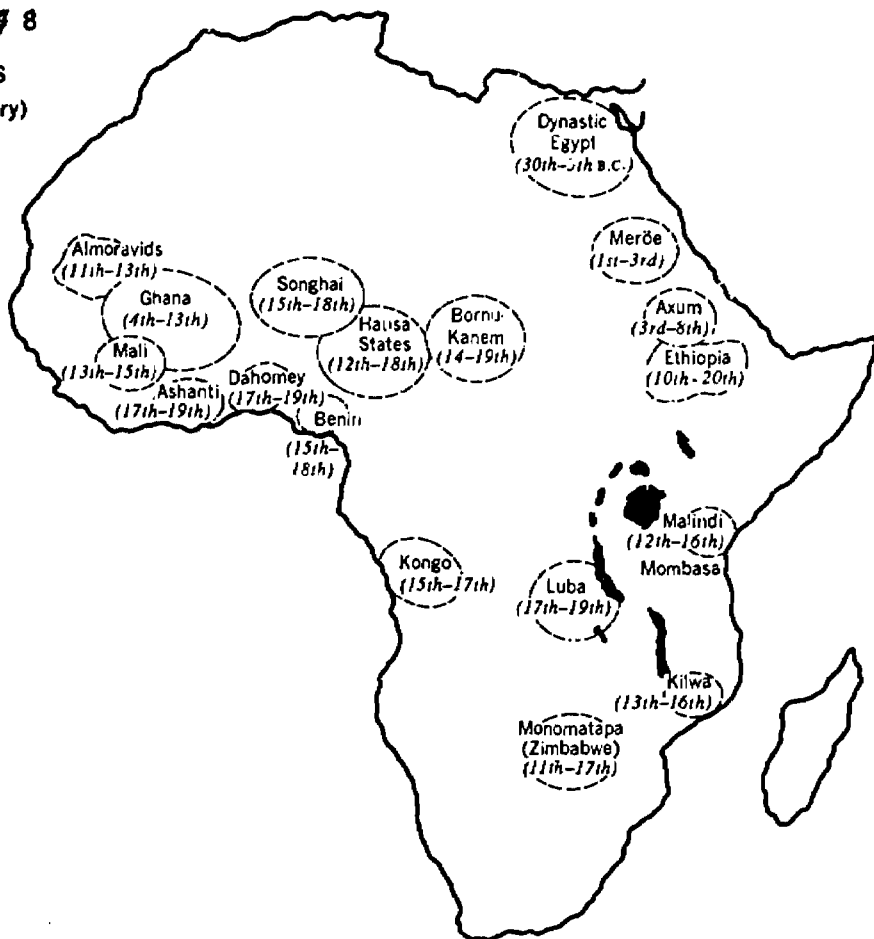 8
S
ry)
Dynastic
Egypt
(30th–5th B.C.)
Meröe
(1st–3rd)
Almoravids
(11th–13th)
Ghana
(4th–13th)
Songhai
(15th–18th)
Hausa
States
(12th–18th)
Bornu-
Kanem
(14–19th)
Axum
(3rd–8th)
Ethiopia
(10th-20th)
Mali
(13th–15th)
Ashanti
(17th–19th)
Dahomey
(17th–19th)
Benin
(15th–
18th)
Malindi
(12th–16th)
Mombasa
Kongo
(15th–17th)
Luba
(17th–19th)
Kilwa
(13th–16th)
Monomatapa
(Zimbabwe)
(11th–17th)